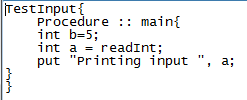 TestInput{
    Procedure :: main{
    int b=5;
    int a = readInt;
    put "Printing input ", a;
}
}